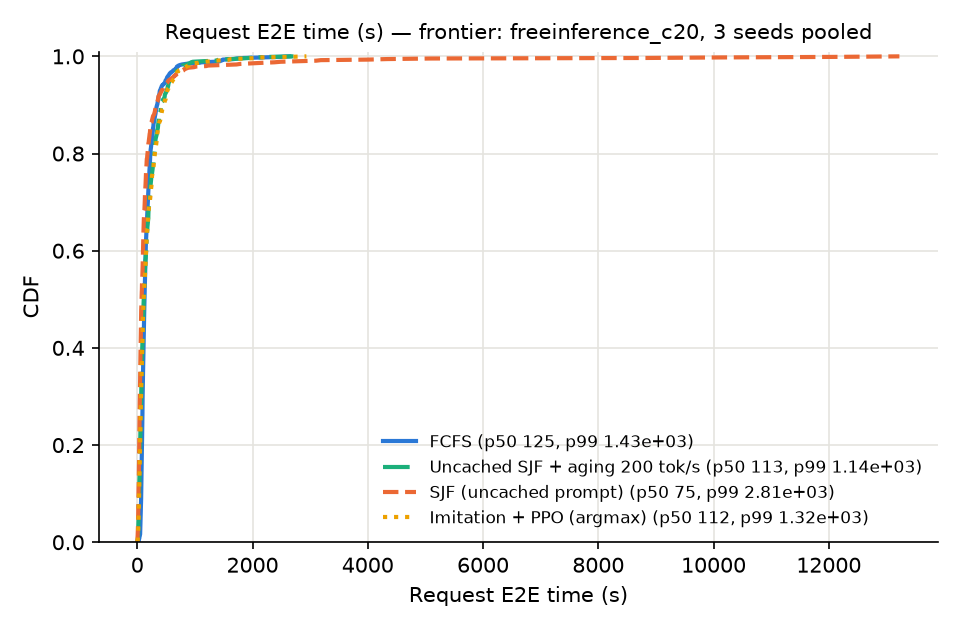 Request E2E time (s) — frontier: freeinference_c20, 3 seeds pooled
1.0
0.8
0.6
0.4
0.2
0.0
CDF
FCFS (p50 125, p99 1.43e+03)
Uncached SJF + aging 200 tok/s (p50 113, p99 1.14e+03)
SJF (uncached prompt) (p50 75, p99 2.81e+03)
Imitation + PPO (argmax) (p50 112, p99 1.32e+03)
0 2000 4000 6000 8000 10000 12000
Request E2E time (s)